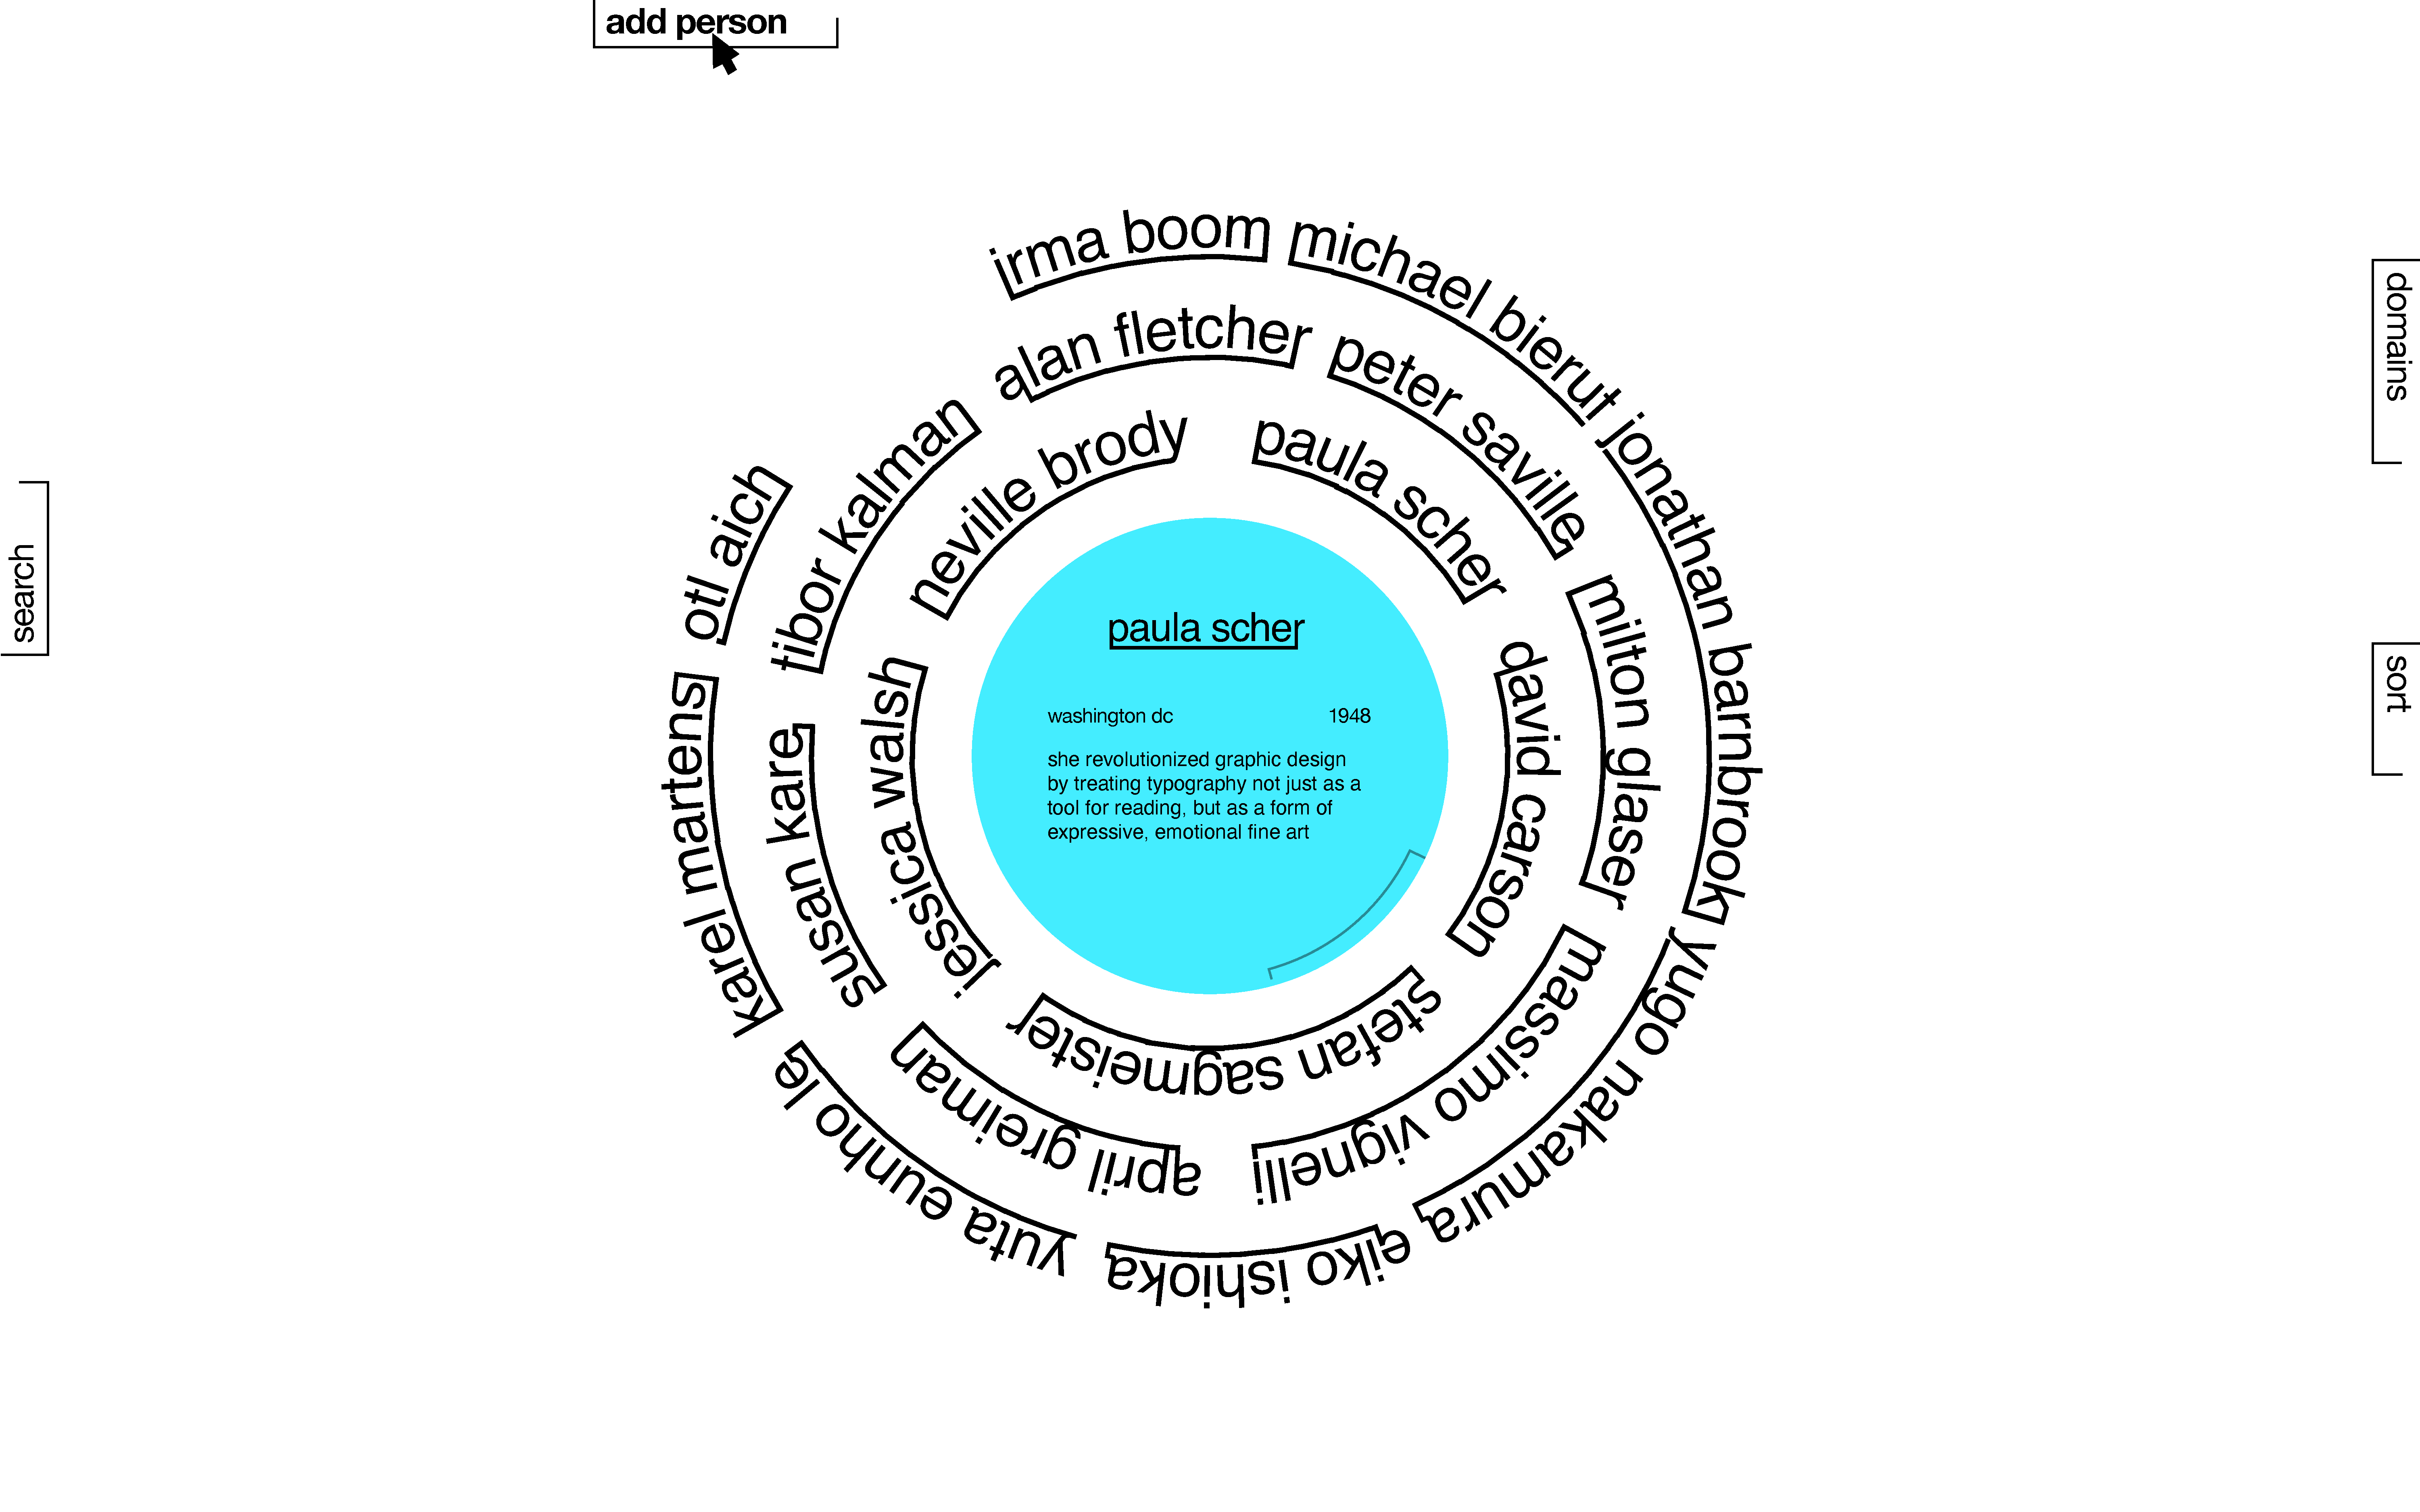 add person
search
domains
sort
irma boom
michael bierut
jonathan barnbrook
yugo nakamura
eiko ishioka
yuta eunho le
karel martens
otl aich
alan fletcher
peter saville
milton glaser
massimo vignelli
april greiman
susan kare
tibor kalman
neville brody
paula scher
david carson
stefan sagmeister
jessica walsh
paula scher
washington dc 1948
she revolutionized graphic design
by treating typography not just as a
tool for reading, but as a form of
expressive, emotional fine art